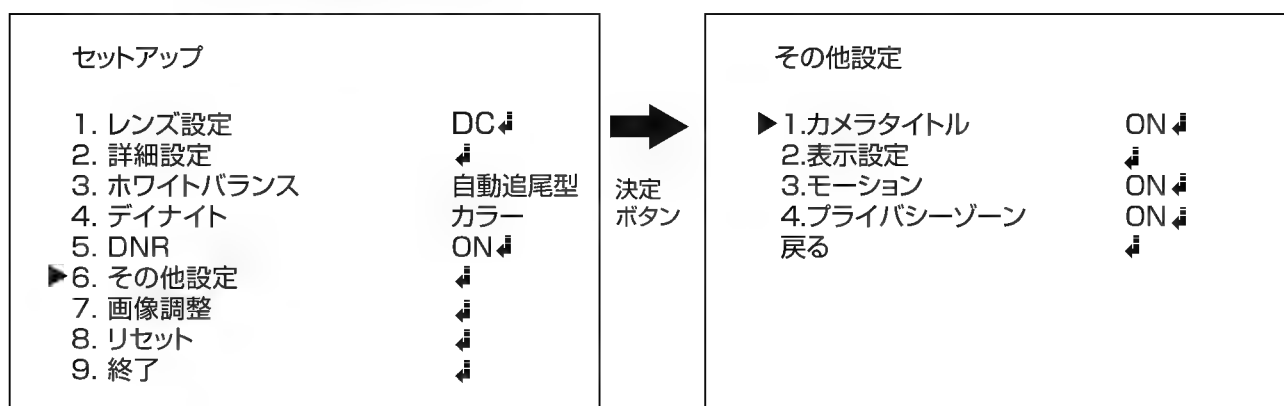 セットアップ
1. レンズ設定 DC↲
2. 詳細設定 ↲
3. ホワイトバランス 自動追尾型
4. デイナイト カラー
5. DNR ON↲
▶6. その他設定 ↲
7. 画像調整 ↲
8. リセット ↲
9. 終了 ↲
決定
ボタン
その他設定
▶1.カメラタイトル ON↲
2.表示設定 ↲
3.モーション ON↲
4.プライバシーゾーン ON↲
戻る ↲